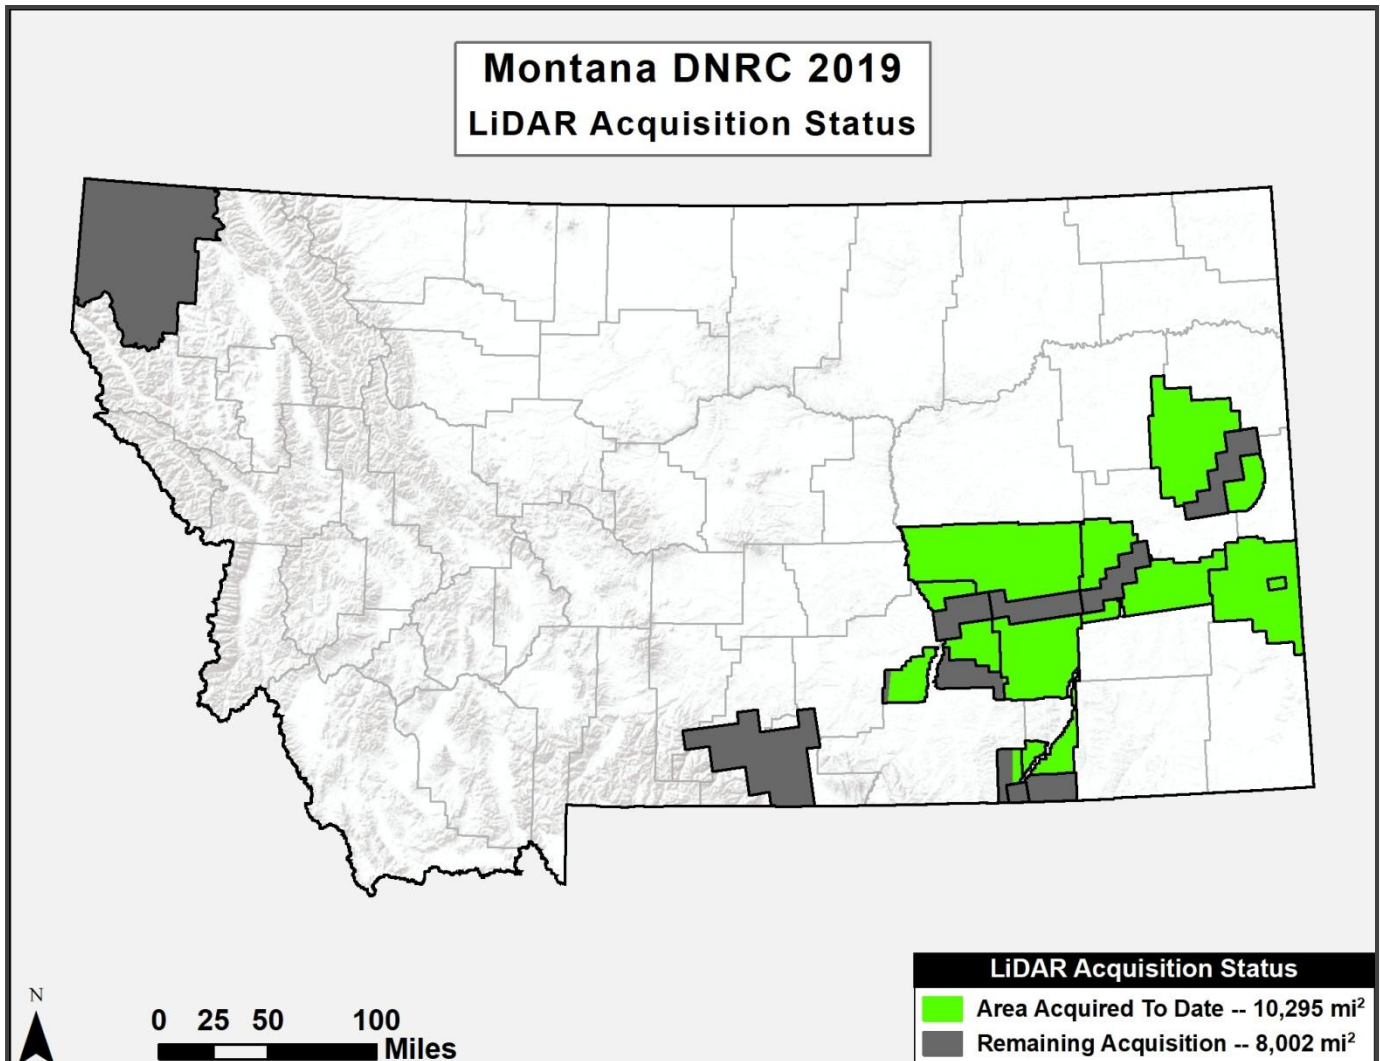 Montana DNRC 2019
LiDAR Acquisition Status
N
0 25 50 100
Miles
LiDAR Acquisition Status
Area Acquired To Date -- 10,295 mi²
Remaining Acquisition -- 8,002 mi²